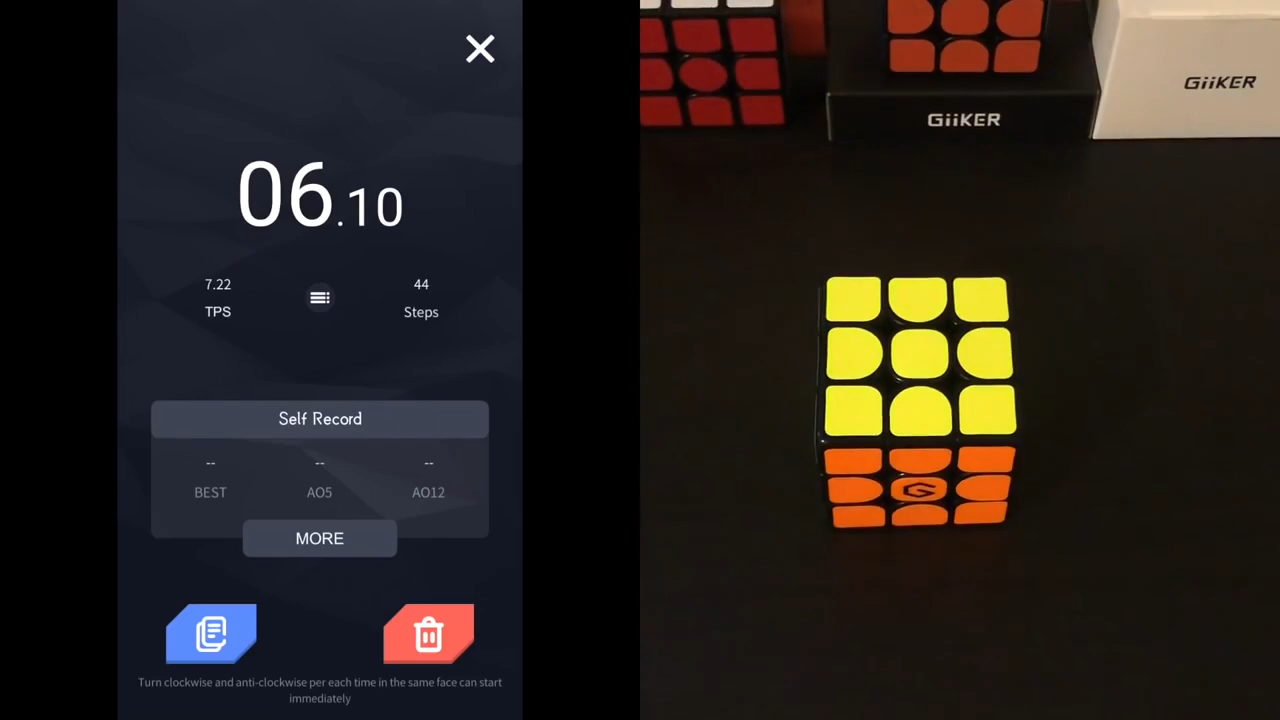 06.10
7.22
TPS
44
Steps
Self Record
--
--
--
BEST
AO5
AO12
MORE
Turn clockwise and anti-clockwise per each time in the same face can start
immediately
GiiKER
GiiKER
G